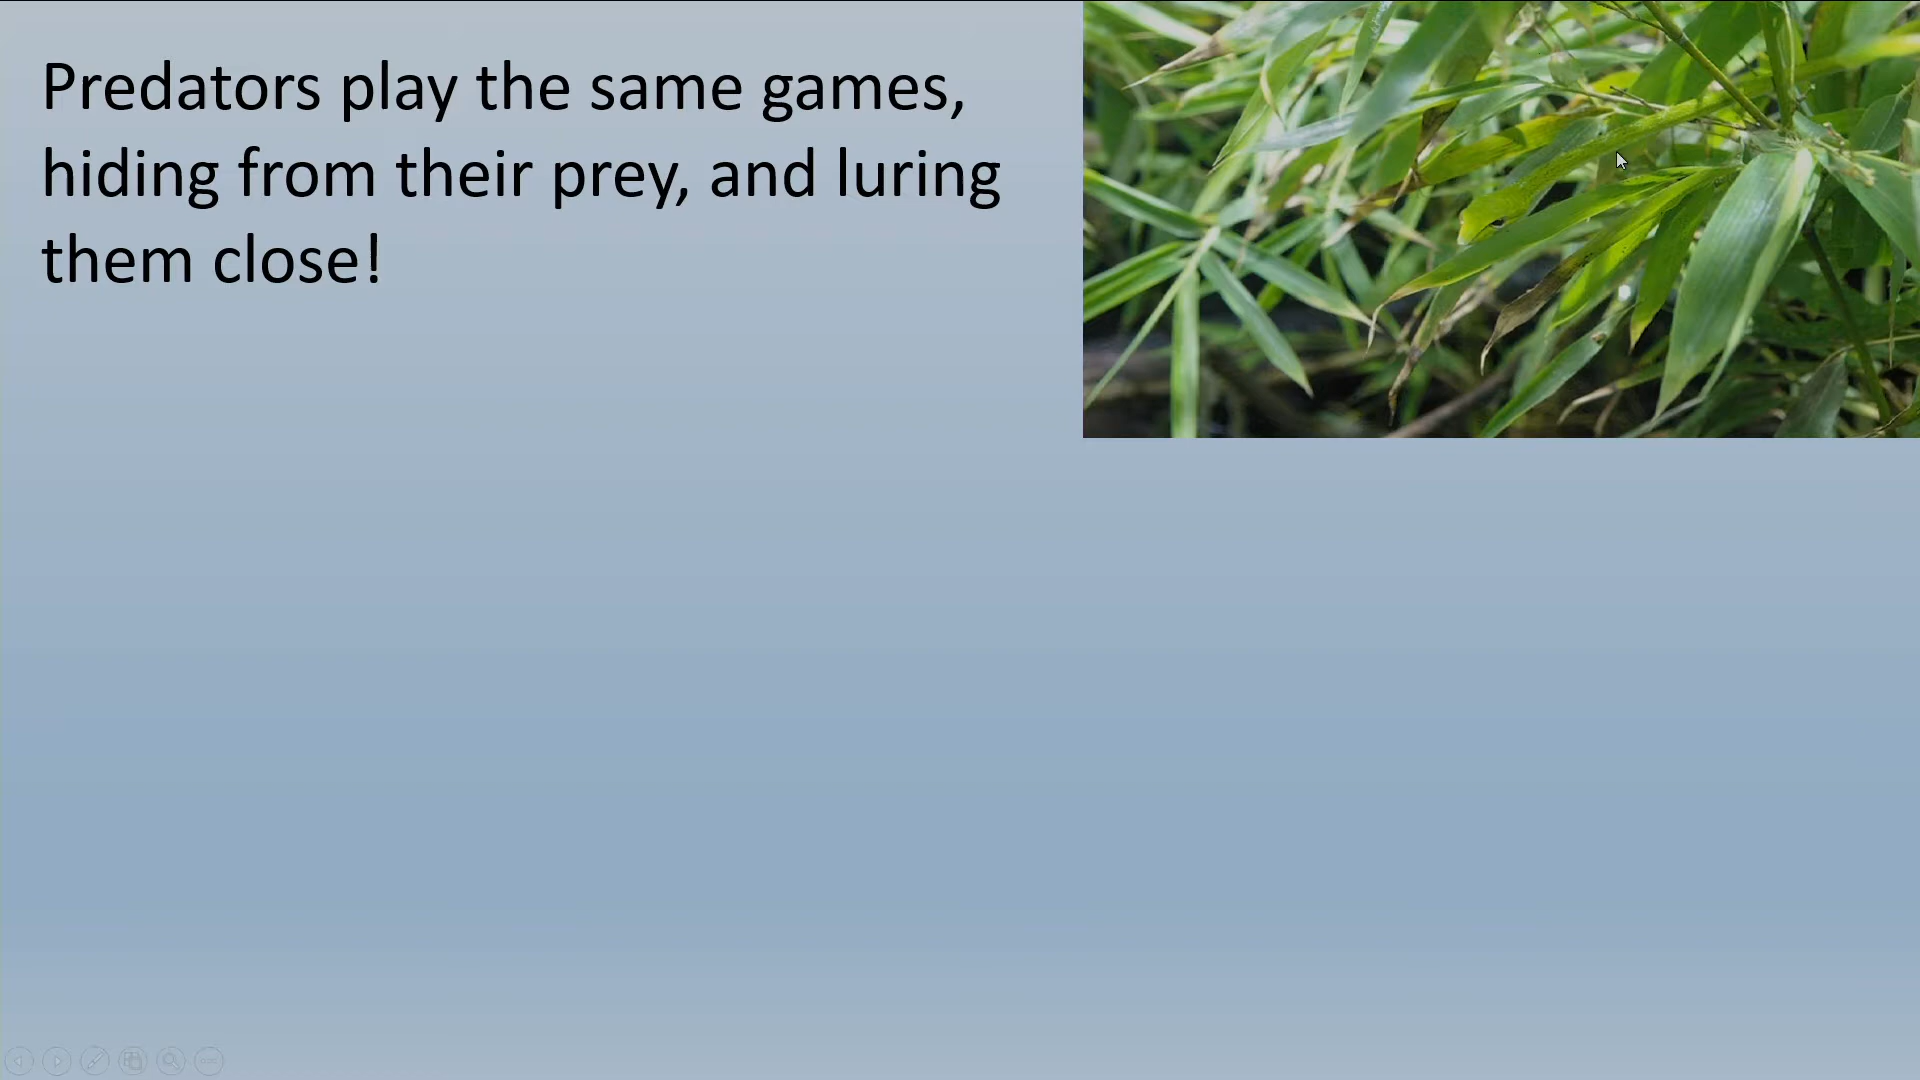 Predators play the same games,
hiding from their prey, and luring
them close!